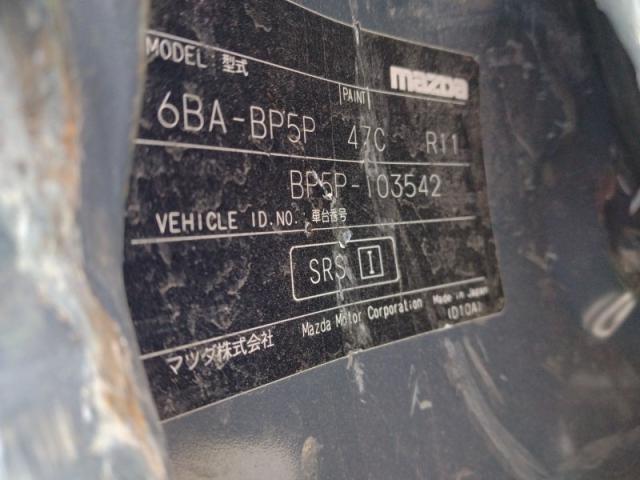 MODEL : 型式
mazda
PAINT
6BA-BP5P 47C R11
BP5P-103542
VEHICLE ID.NO.:車台番号
SRS I
マツダ株式会社 Mazda Motor Corporation Made in Japan
(D10A)